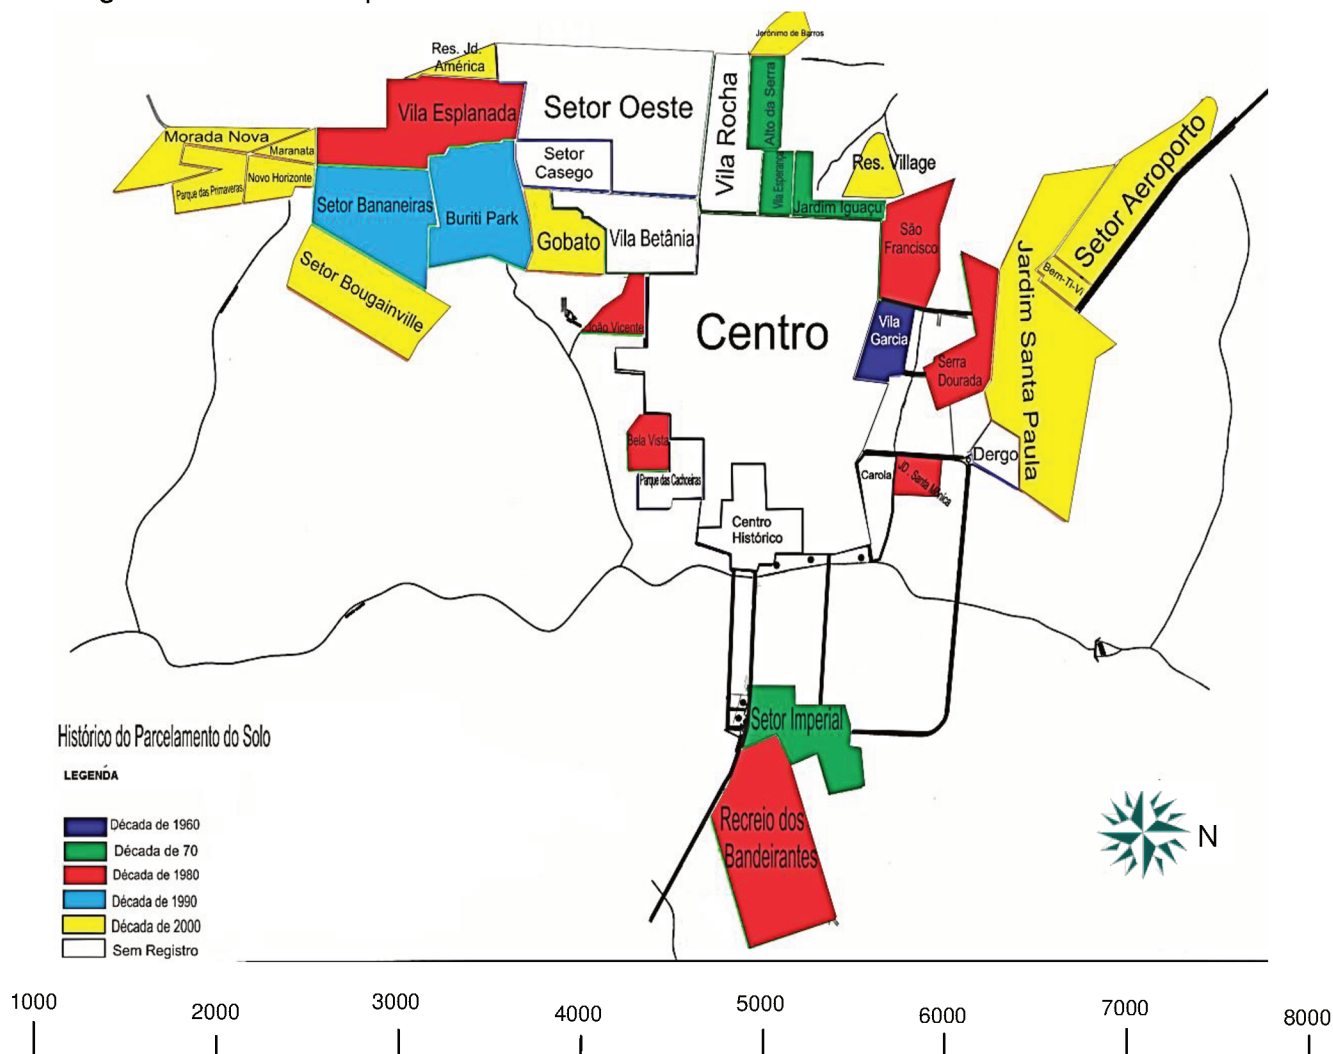 Jerônimo de Barros
Res. Jd.
América
Vila Esplanada
Setor Oeste
Vila Rocha
Alto da Serra
Morada Nova
Maranata
Parque das Primaveras
Novo Horizonte
Setor
Casego
Vila Esperança
Jardim Iguaçu
Res. Village
Setor Aeroporto
Bem-Ti-Vi
Jardim Santa Paula
Setor Bananeiras
Buriti Park
Gobato
Vila Betânia
São
Francisco
Setor Bougainville
João Vicente
Centro
Vila
Garcia
Serra
Dourada
Bela Vista
Parque das Cachoeiras
Dergo
Carola
JD. Santa Mônica
Centro
Histórico
Setor Imperial
Recreio dos
Bandeirantes
Histórico do Parcelamento do Solo
LEGENDA
Década de 1960
Década de 70
Década de 1980
Década de 1990
Década de 2000
Sem Registro
N
1000
2000
3000
4000
5000
6000
7000
8000